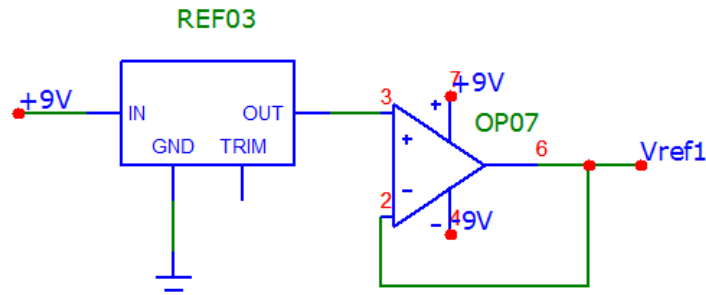 REF03
+9V
IN
OUT
GND
TRIM
3
7
+9V
+
OP07
+
-
2
6
Vref1
4
-
-9V